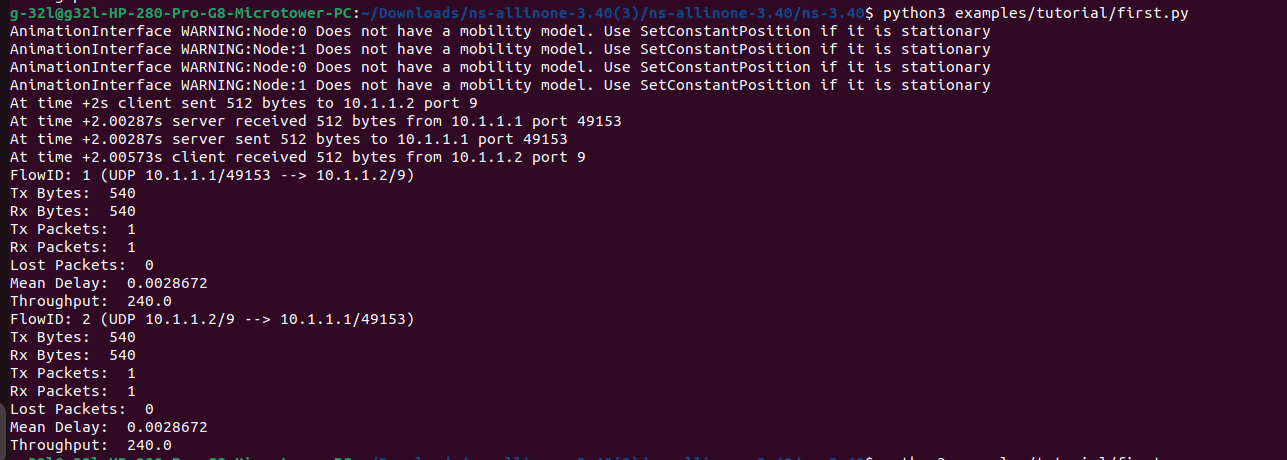 g-32l@g32l-HP-280-Pro-G8-Microtower-PC:~/Downloads/ns-allinone-3.40(3)/ns-allinone-3.40/ns-3.40$ python3 examples/tutorial/first.py
AnimationInterface WARNING:Node:0 Does not have a mobility model. Use SetConstantPosition if it is stationary
AnimationInterface WARNING:Node:1 Does not have a mobility model. Use SetConstantPosition if it is stationary
AnimationInterface WARNING:Node:0 Does not have a mobility model. Use SetConstantPosition if it is stationary
AnimationInterface WARNING:Node:1 Does not have a mobility model. Use SetConstantPosition if it is stationary
At time +2s client sent 512 bytes to 10.1.1.2 port 9
At time +2.00287s server received 512 bytes from 10.1.1.1 port 49153
At time +2.00287s server sent 512 bytes to 10.1.1.1 port 49153
At time +2.00573s client received 512 bytes from 10.1.1.2 port 9
FlowID: 1 (UDP 10.1.1.1/49153 --> 10.1.1.2/9)
Tx Bytes:  540
Rx Bytes:  540
Tx Packets:  1
Rx Packets:  1
Lost Packets:  0
Mean Delay:  0.0028672
Throughput:  240.0
FlowID: 2 (UDP 10.1.1.2/9 --> 10.1.1.1/49153)
Tx Bytes:  540
Rx Bytes:  540
Tx Packets:  1
Rx Packets:  1
Lost Packets:  0
Mean Delay:  0.0028672
Throughput:  240.0